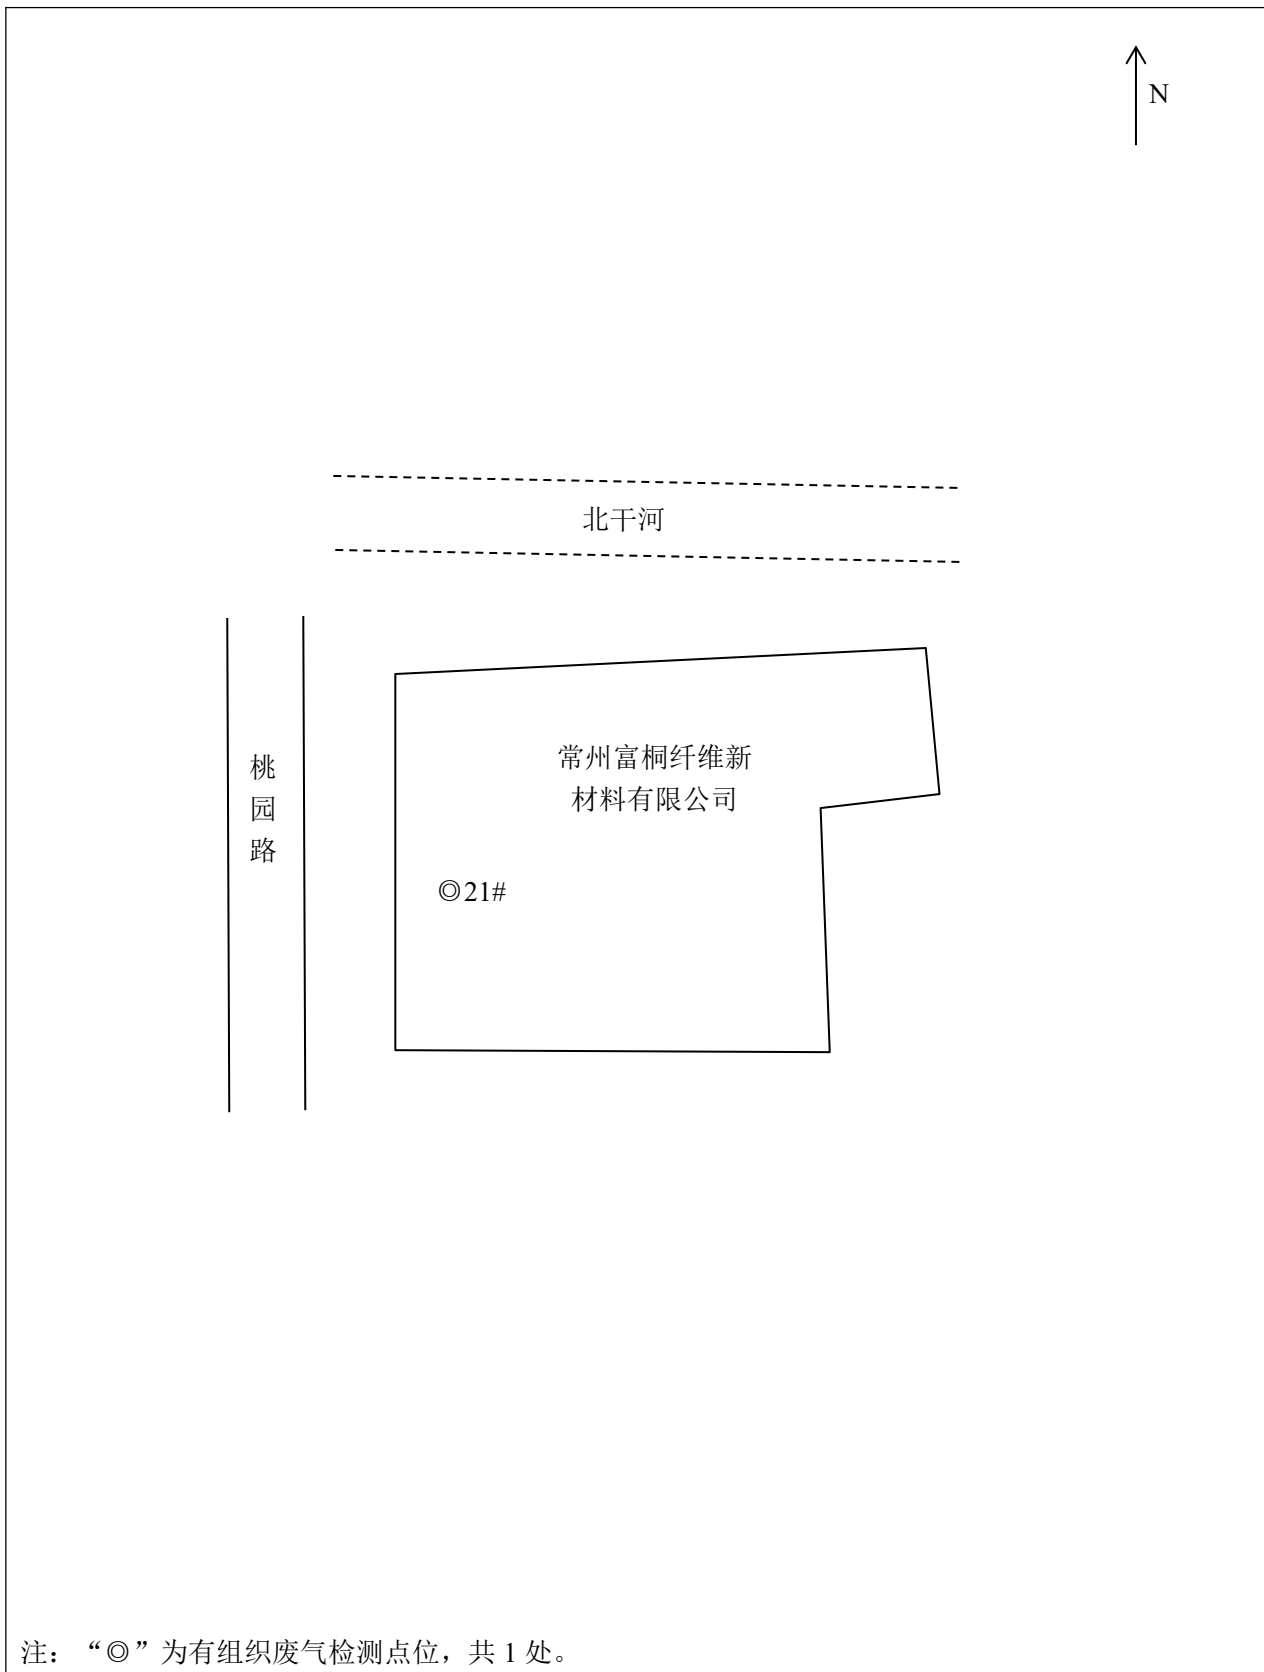 N
北干河
常州富桐纤维新
材料有限公司
桃
园
路
◎21#
注：“◎”为有组织废气检测点位，共 1 处。